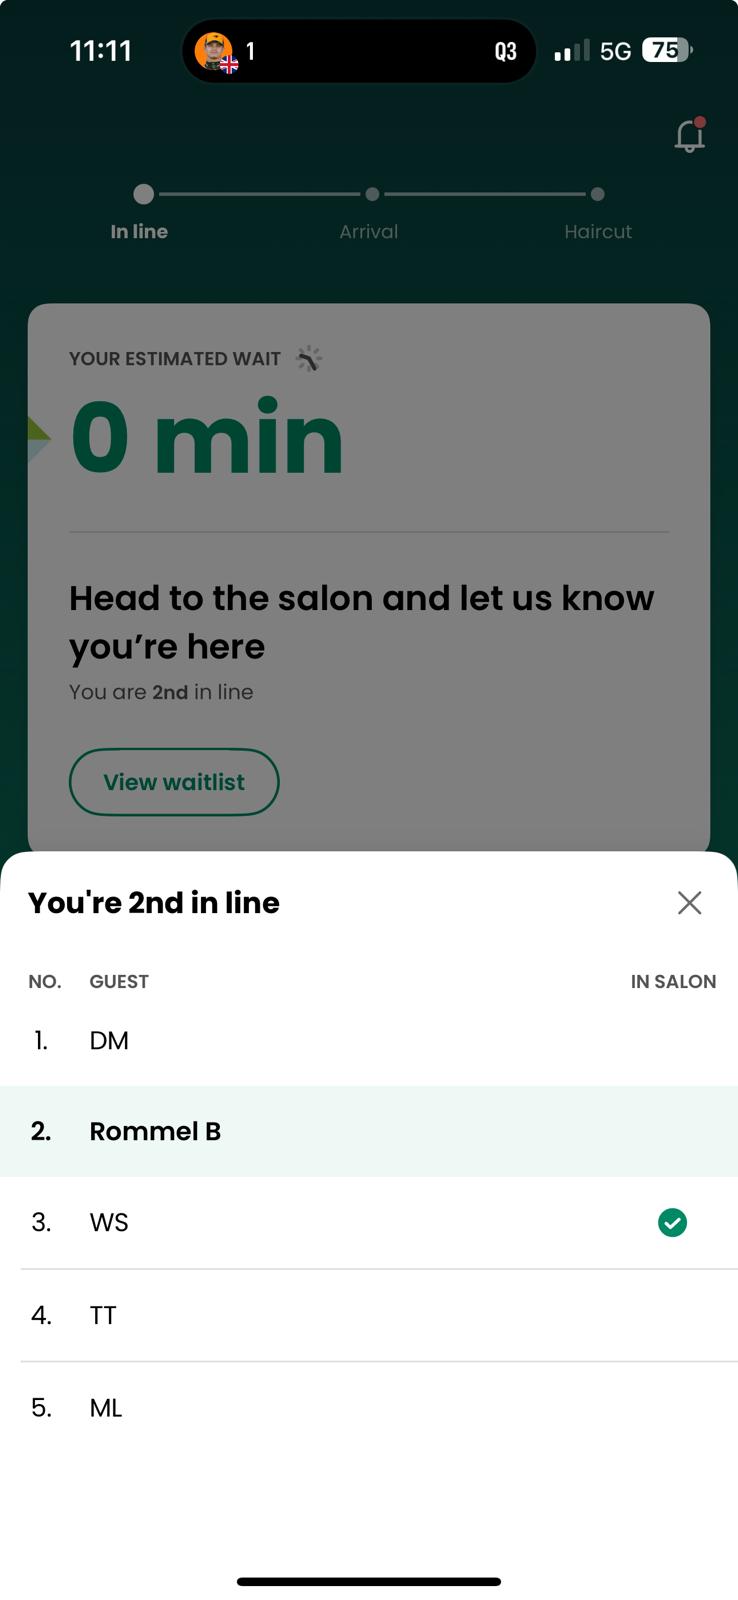 11:11
1
Q3
5G
75
In line
Arrival
Haircut
YOUR ESTIMATED WAIT
0 min
Head to the salon and let us know
you’re here
You are 2nd in line
View waitlist
You're 2nd in line
NO. GUEST IN SALON
1. DM
2. Rommel B
3. WS
4. TT
5. ML